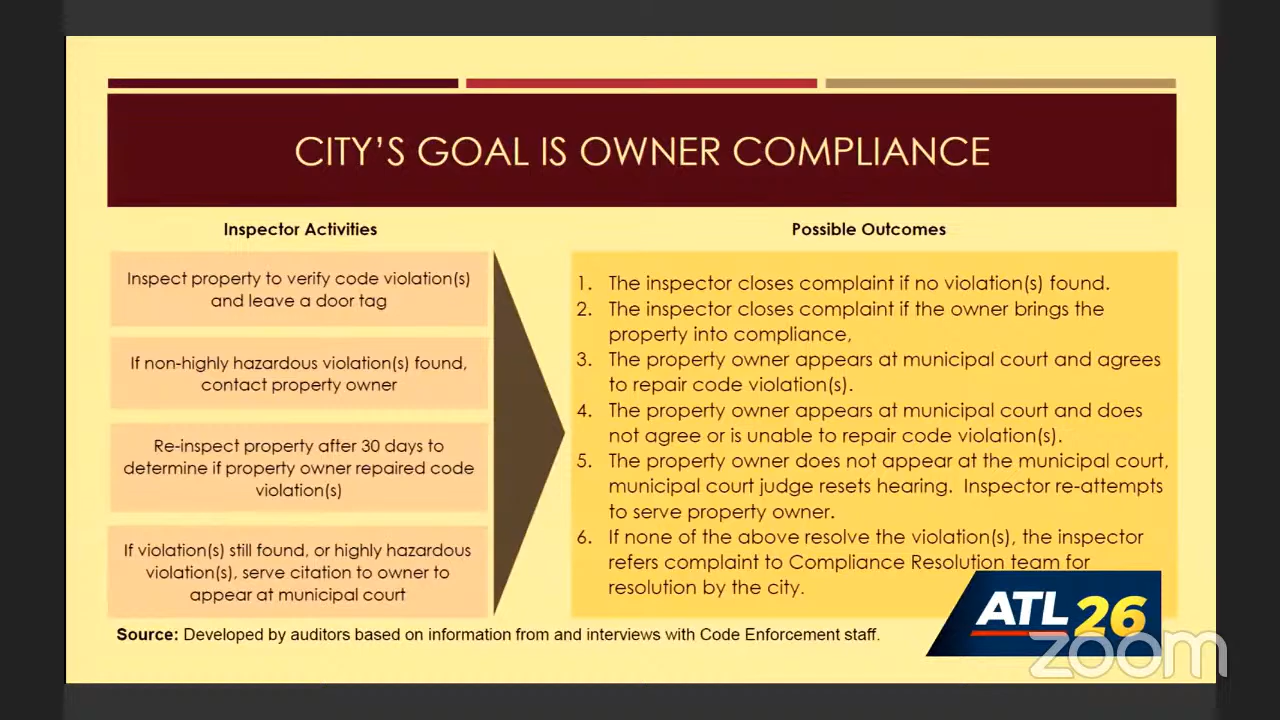 CITY'S GOAL IS OWNER COMPLIANCE
Inspector Activities
Inspect property to verify code violation(s)
and leave a door tag
If non-highly hazardous violation(s) found,
contact property owner
Re-inspect property after 30 days to
determine if property owner repaired code
violation(s)
If violation(s) still found, or highly hazardous
violation(s), serve citation to owner to
appear at municipal court
Possible Outcomes
1. The inspector closes complaint if no violation(s) found.
2. The inspector closes complaint if the owner brings the
property into compliance,
3. The property owner appears at municipal court and agrees
to repair code violation(s).
4. The property owner appears at municipal court and does
not agree or is unable to repair code violation(s).
5. The property owner does not appear at the municipal court,
municipal court judge resets hearing. Inspector re-attempts
to serve property owner.
6. If none of the above resolve the violation(s), the inspector
refers complaint to Compliance Resolution team for
resolution by the city.
Source: Developed by auditors based on information from and interviews with Code Enforcement staff.
ATL 26
zoom